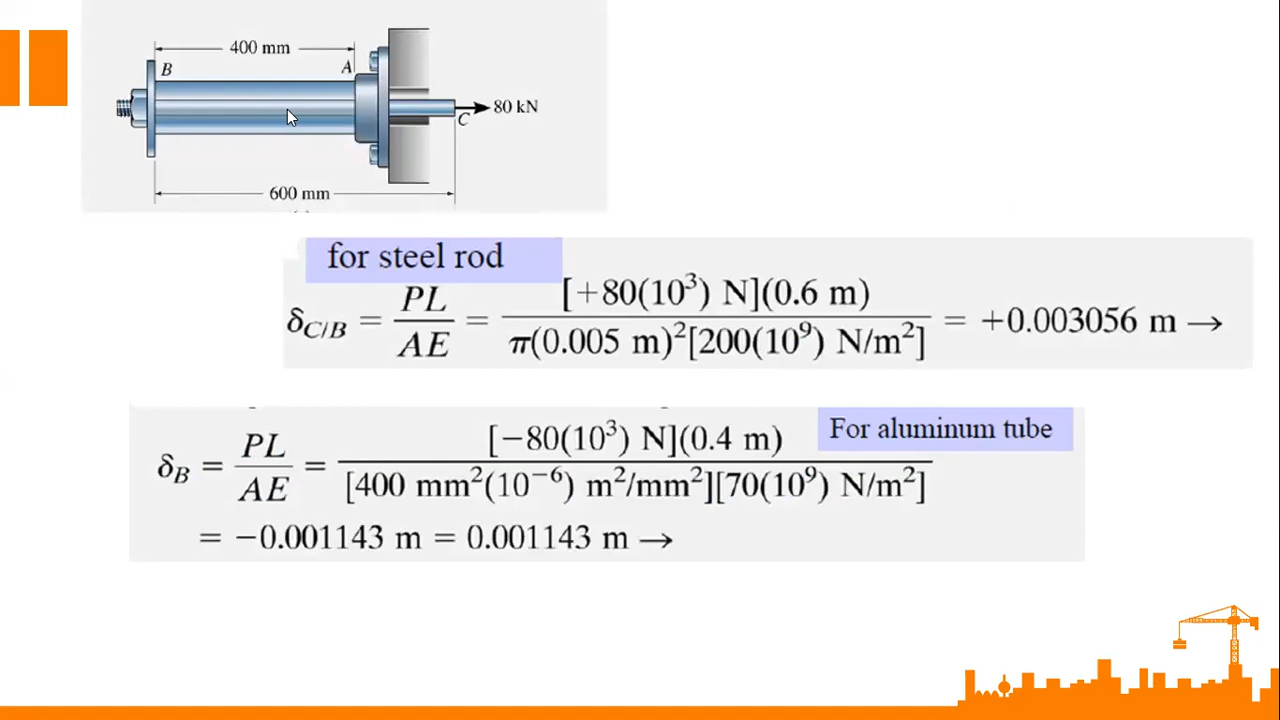 400 mm
B
A
80 kN
C
600 mm
for steel rod
δ_{C/B} = PL/AE = [+80(10³) N](0.6 m) / π(0.005 m)²[200(10⁹) N/m²] = +0.003056 m →
For aluminum tube
δ_B = PL/AE = [−80(10³) N](0.4 m) / [400 mm²(10⁻⁶) m²/mm²][70(10⁹) N/m²]
= −0.001143 m = 0.001143 m →